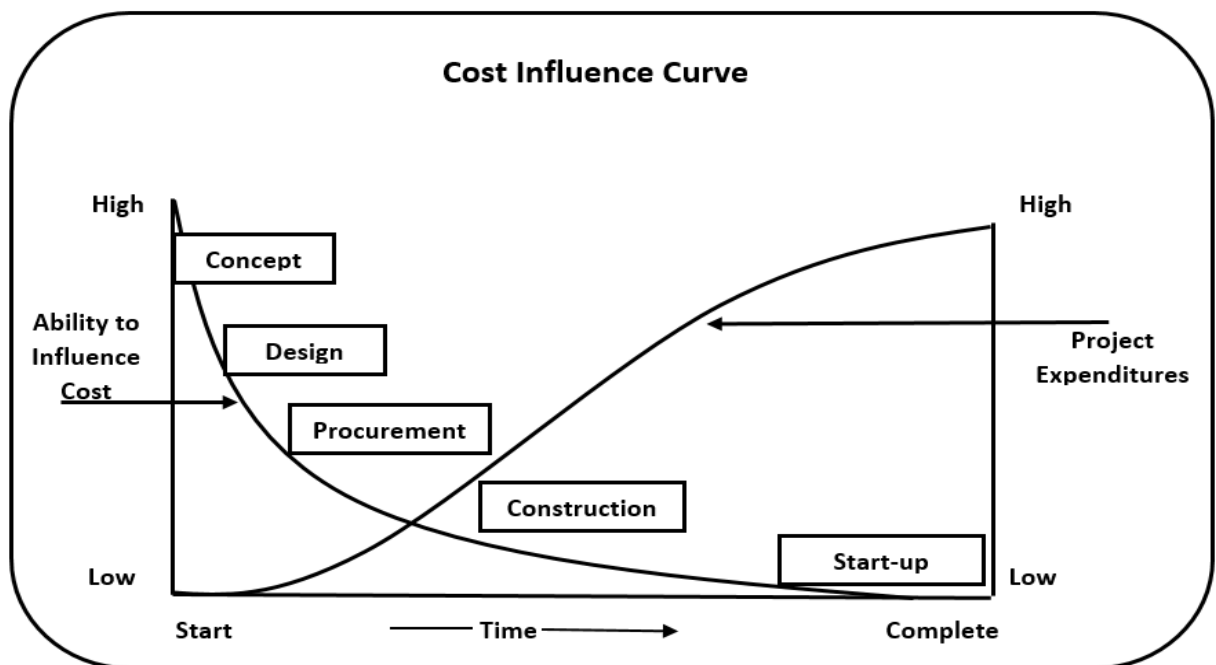 Cost Influence Curve
High
High
Concept
Ability to
Influence
Cost
Design
Project
Expenditures
Procurement
Construction
Start-up
Low
Low
Start
Time
Complete